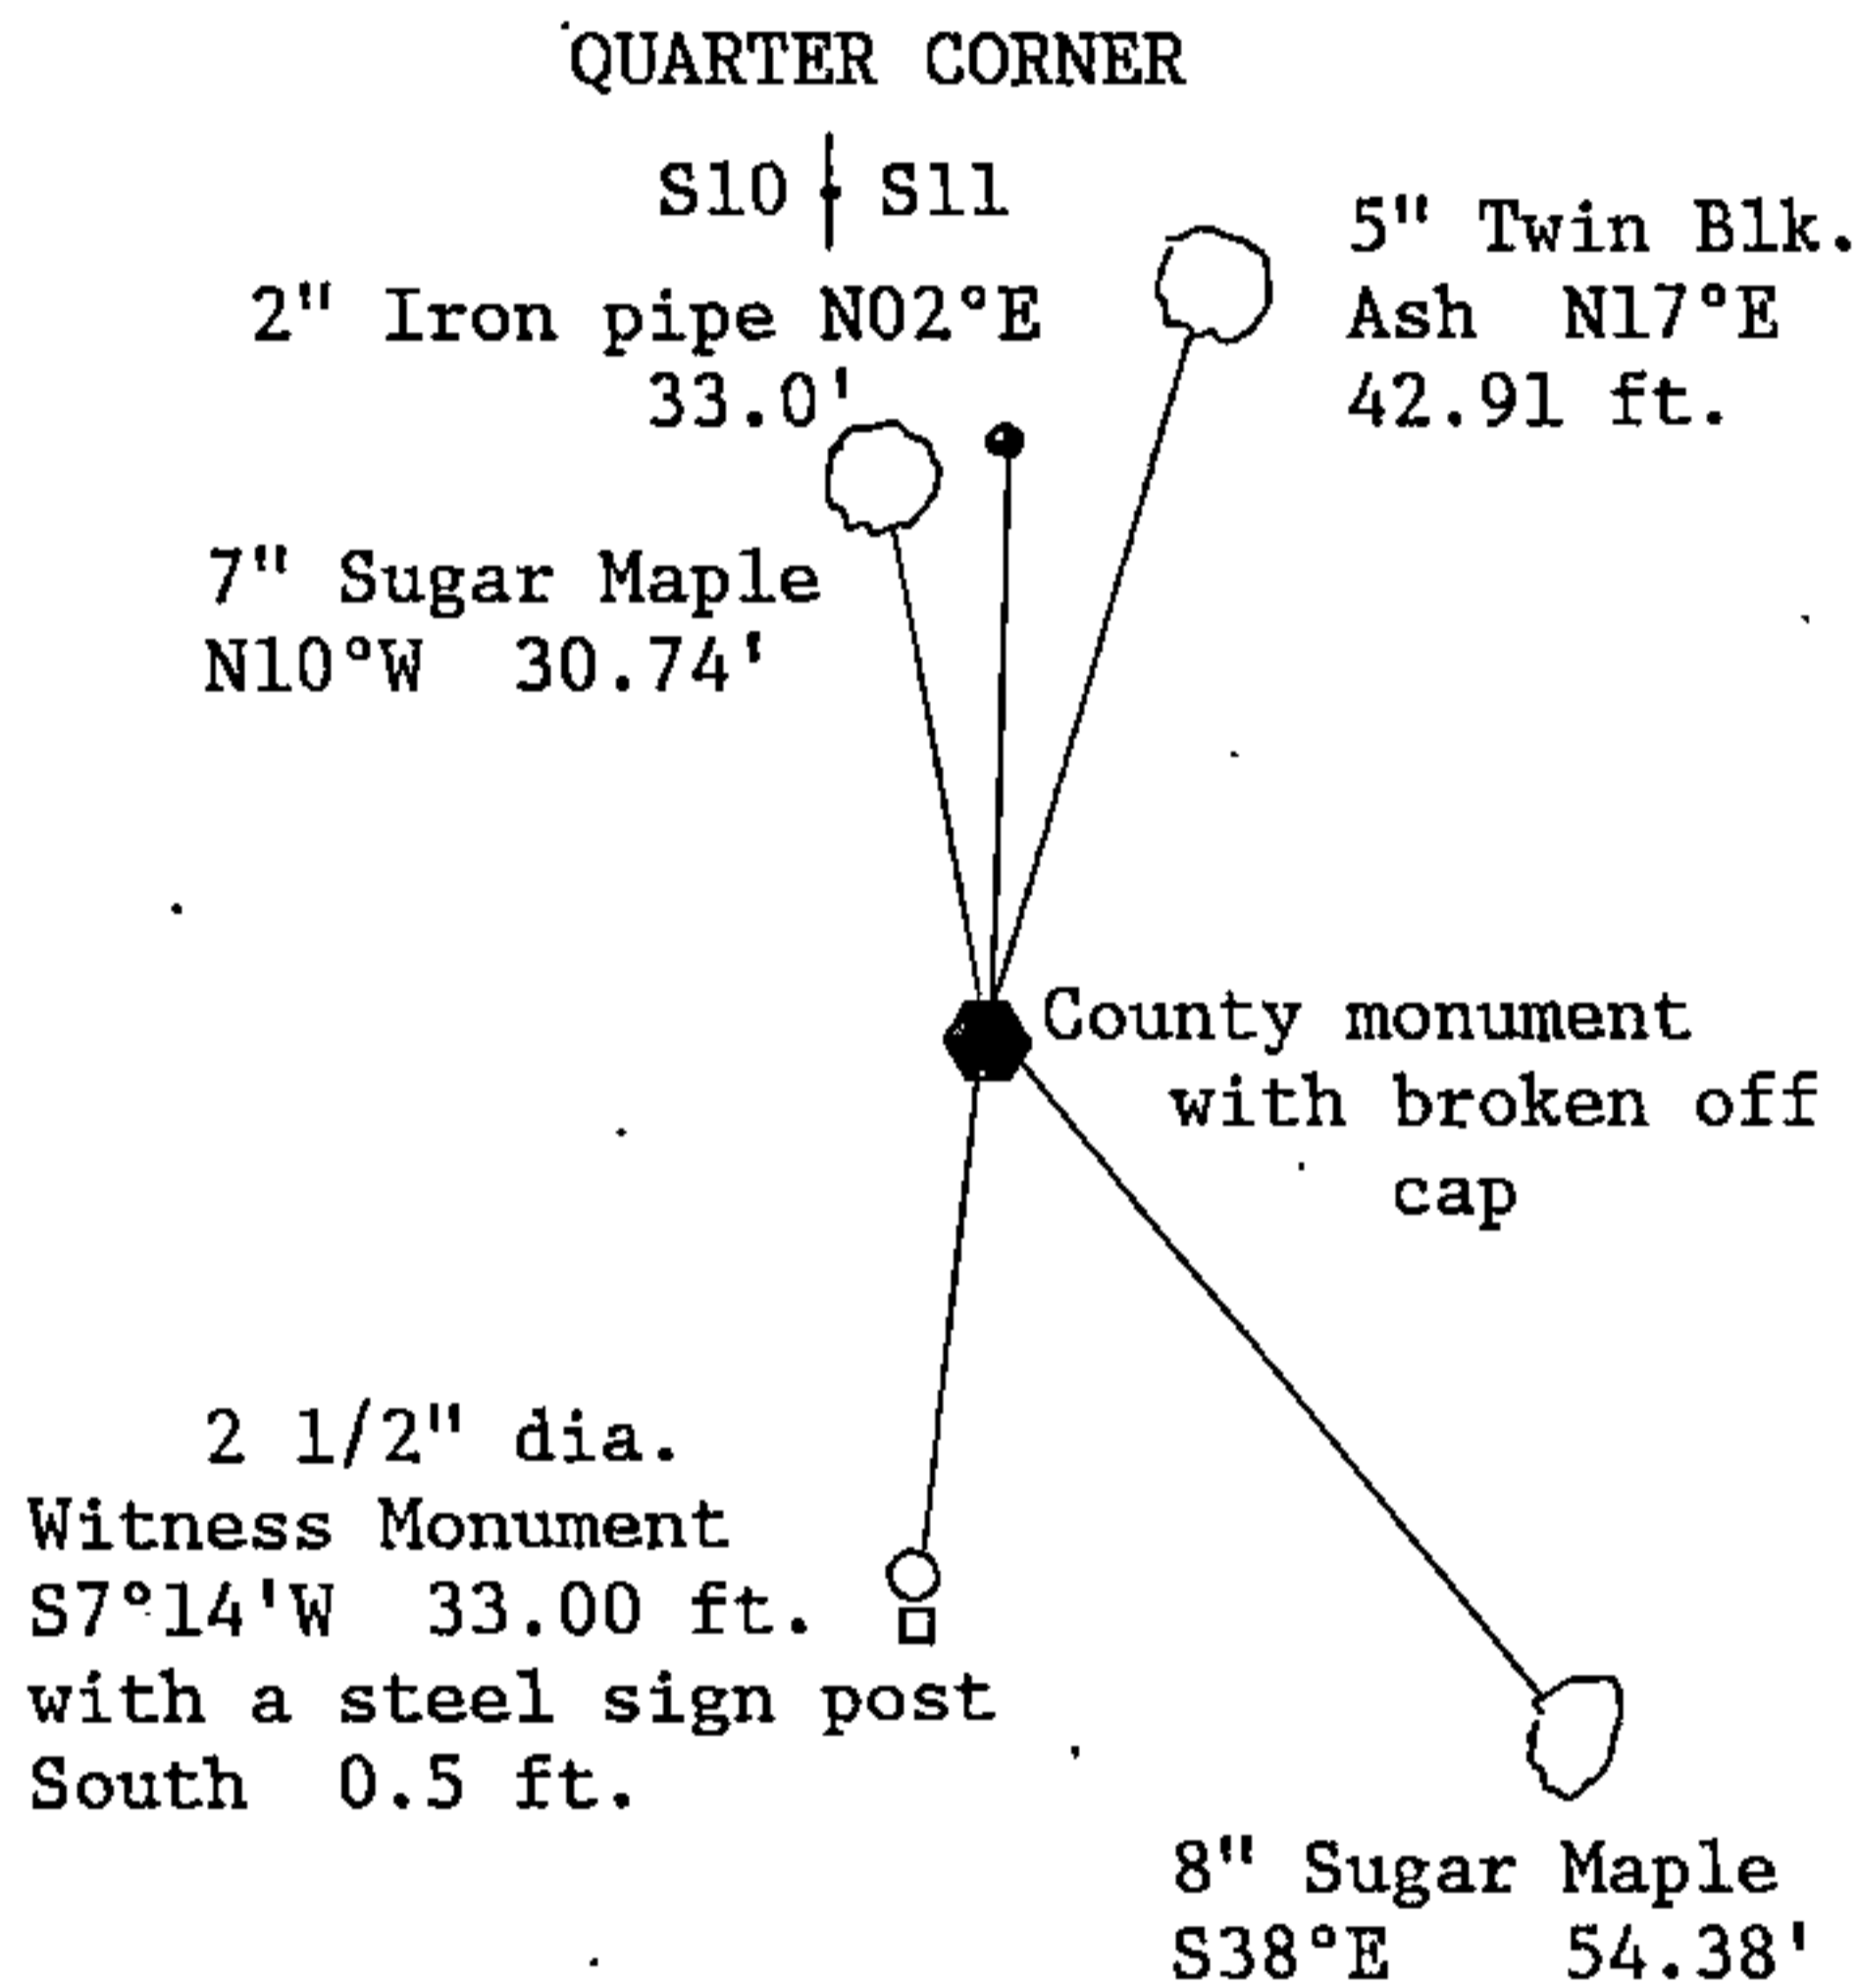 QUARTER CORNER
S10 S11
5" Twin Blk.
Ash N17°E
42.91 ft.
2" Iron pipe N02°E
33.0'
7" Sugar Maple
N10°W 30.74'
County monument
with broken off
cap
2 1/2" dia.
Witness Monument
S7°14'W 33.00 ft.
with a steel sign post
South 0.5 ft.
8" Sugar Maple
S38°E 54.38'